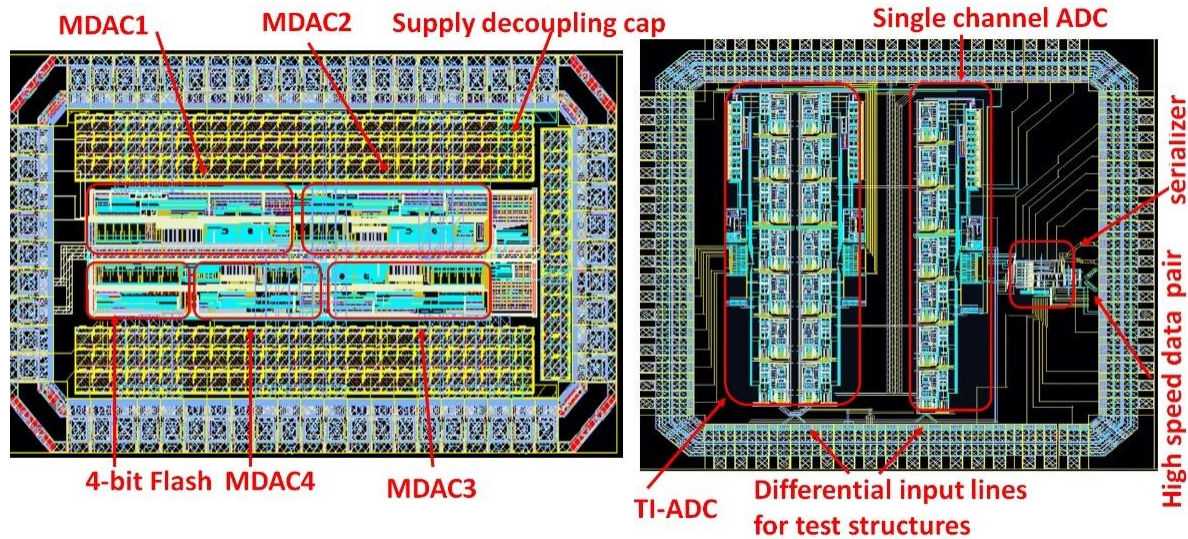 MDAC1
MDAC2
Supply decoupling cap
Single channel ADC
serializer
High speed data pair
4-bit Flash
MDAC4
MDAC3
TI-ADC
Differential input lines
for test structures